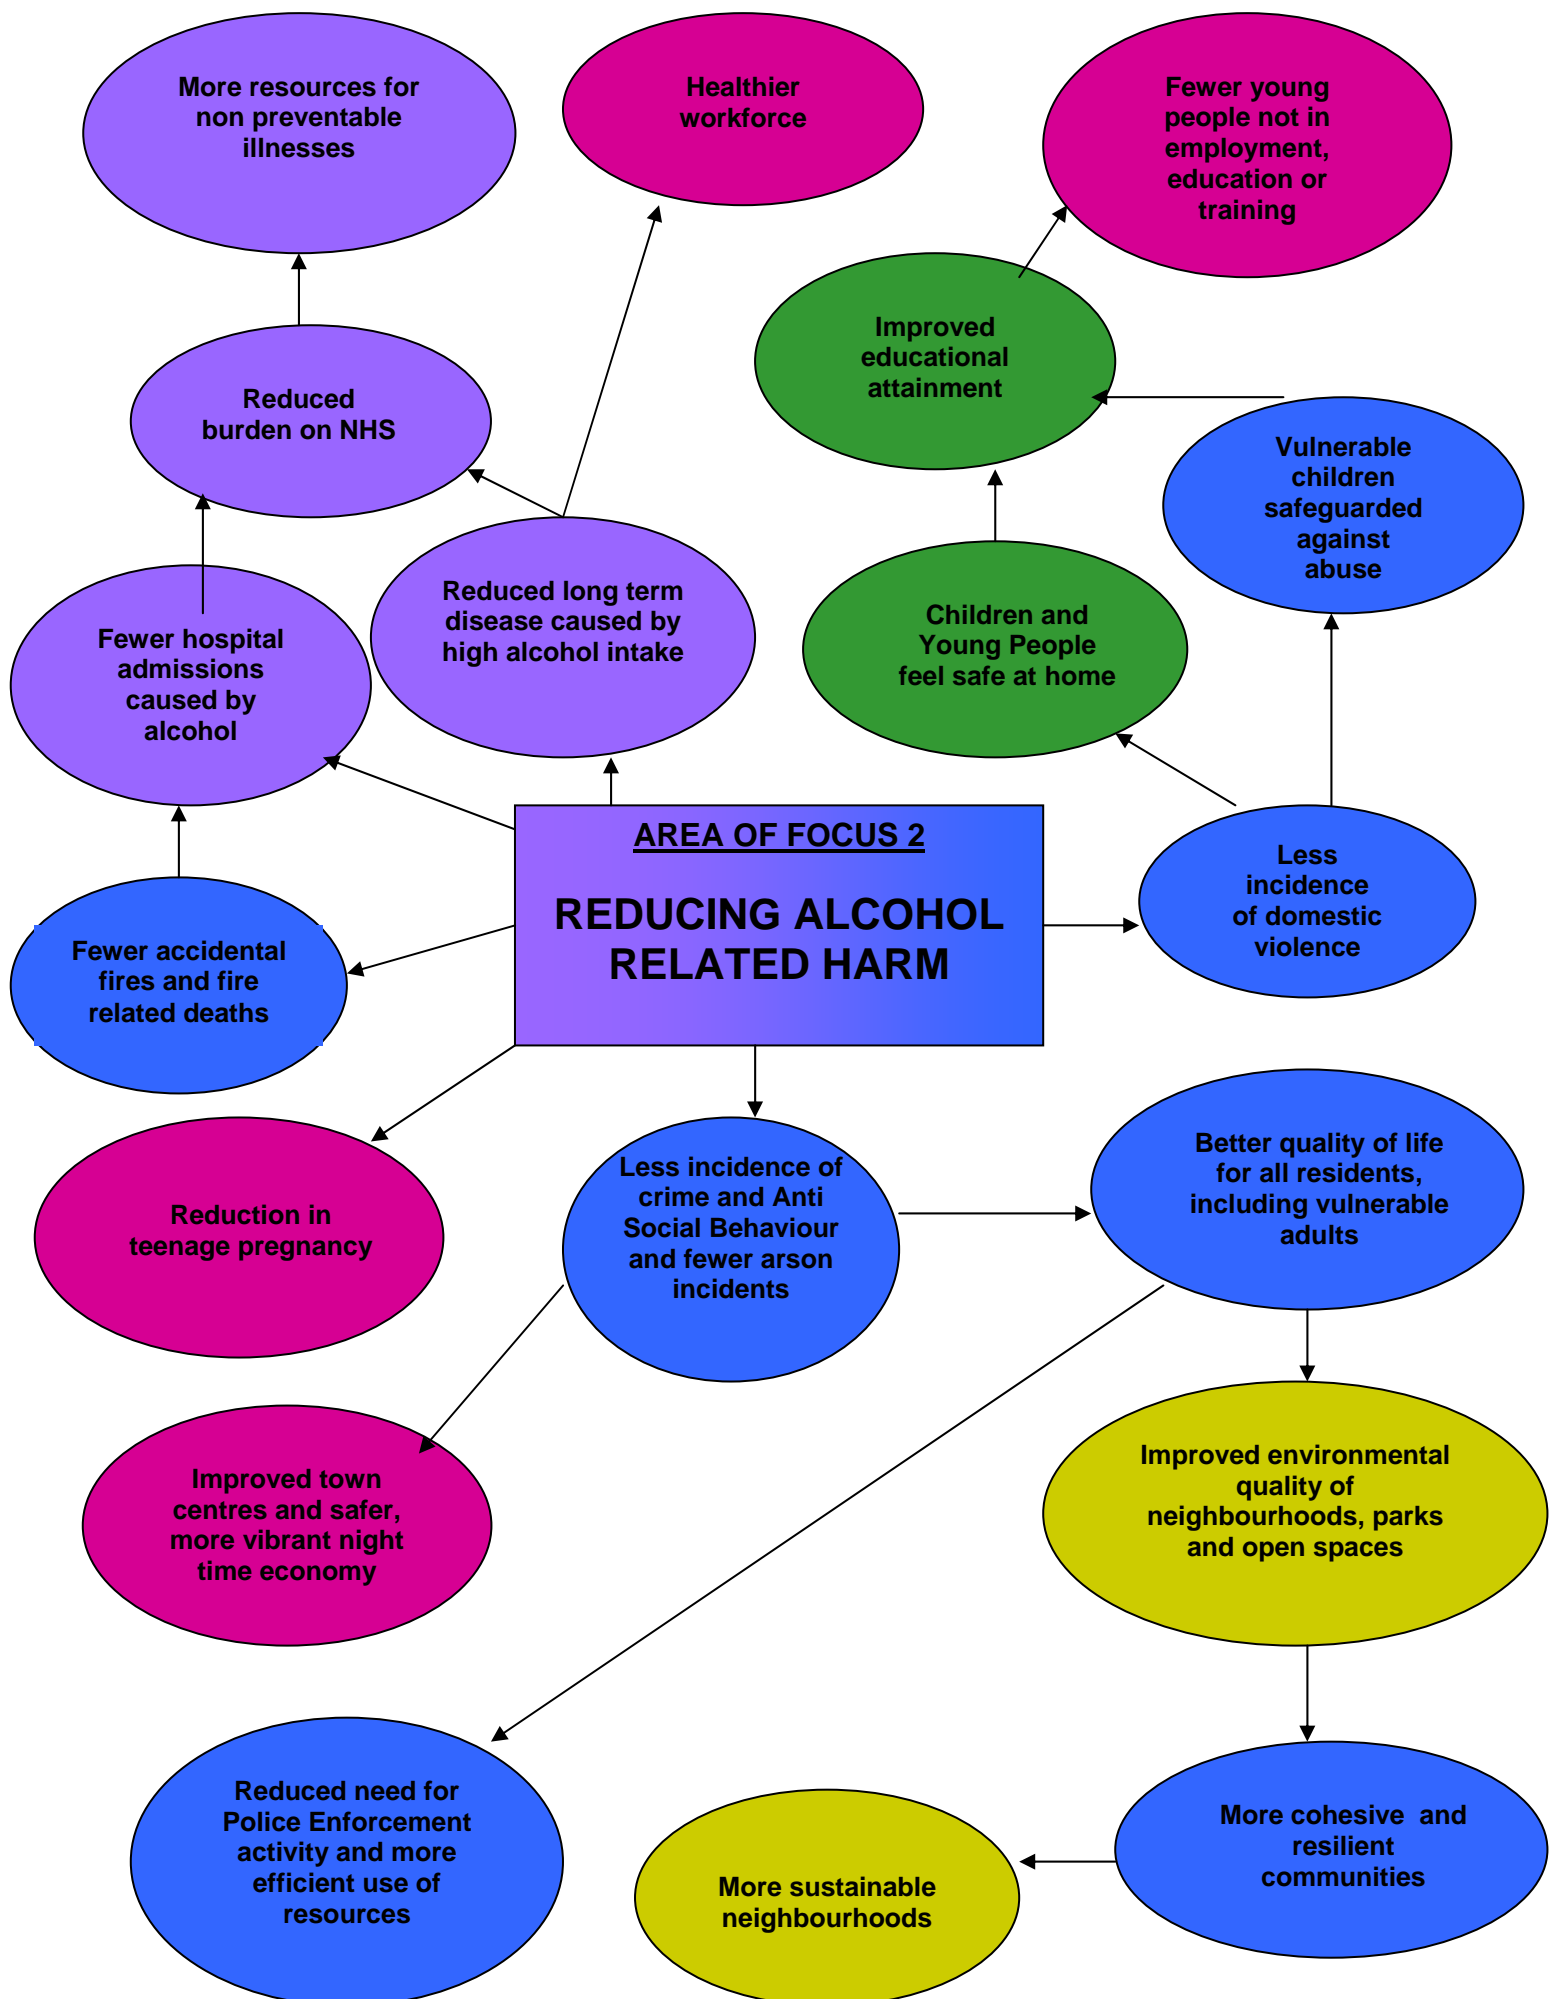 More resources for
non preventable
illnesses
Healthier
workforce
Fewer young
people not in
employment,
education or
training
Improved
educational
attainment
Reduced
burden on NHS
Vulnerable
children
safeguarded
against
abuse
Reduced long term
disease caused by
high alcohol intake
Children and
Young People
feel safe at home
Fewer hospital
admissions
caused by
alcohol
AREA OF FOCUS 2
REDUCING ALCOHOL
RELATED HARM
Less
incidence
of domestic
violence
Fewer accidental
fires and fire
related deaths
Reduction in
teenage pregnancy
Less incidence of
crime and Anti
Social Behaviour
and fewer arson
incidents
Better quality of life
for all residents,
including vulnerable
adults
Improved town
centres and safer,
more vibrant night
time economy
Improved environmental
quality of
neighbourhoods, parks
and open spaces
Reduced need for
Police Enforcement
activity and more
efficient use of
resources
More sustainable
neighbourhoods
More cohesive  and
resilient
communities